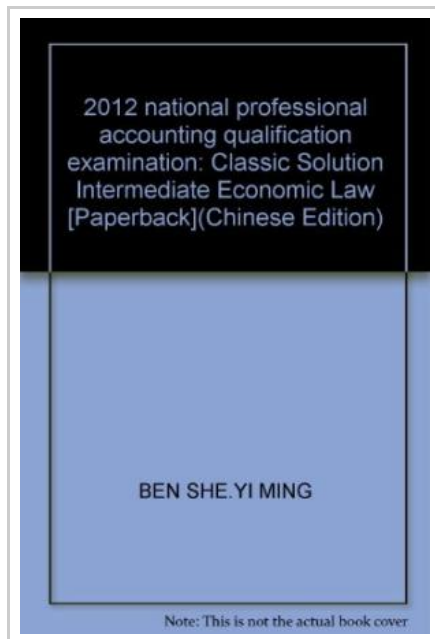 2012 national professional
accounting qualification
examination: Classic Solution
Intermediate Economic Law
[Paperback](Chinese Edition)
BEN SHE.YI MING
Note: This is not the actual book cover